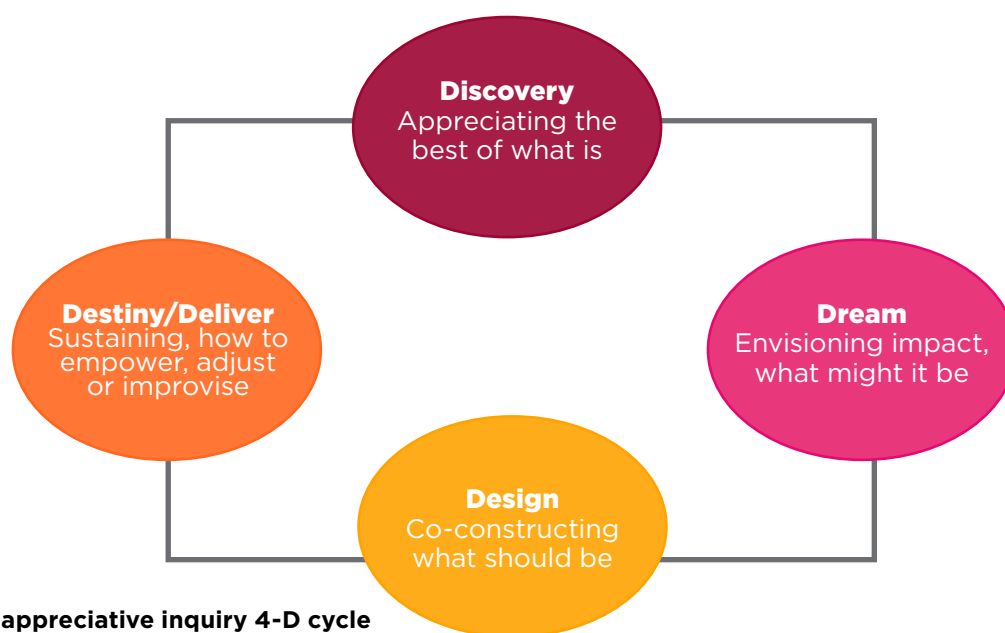 Discovery
Appreciating the
best of what is
Dream
Envisioning impact,
what might it be
Design
Co-constructing
what should be
Destiny/Deliver
Sustaining, how to
empower, adjust
or improvise
appreciative inquiry 4-D cycle